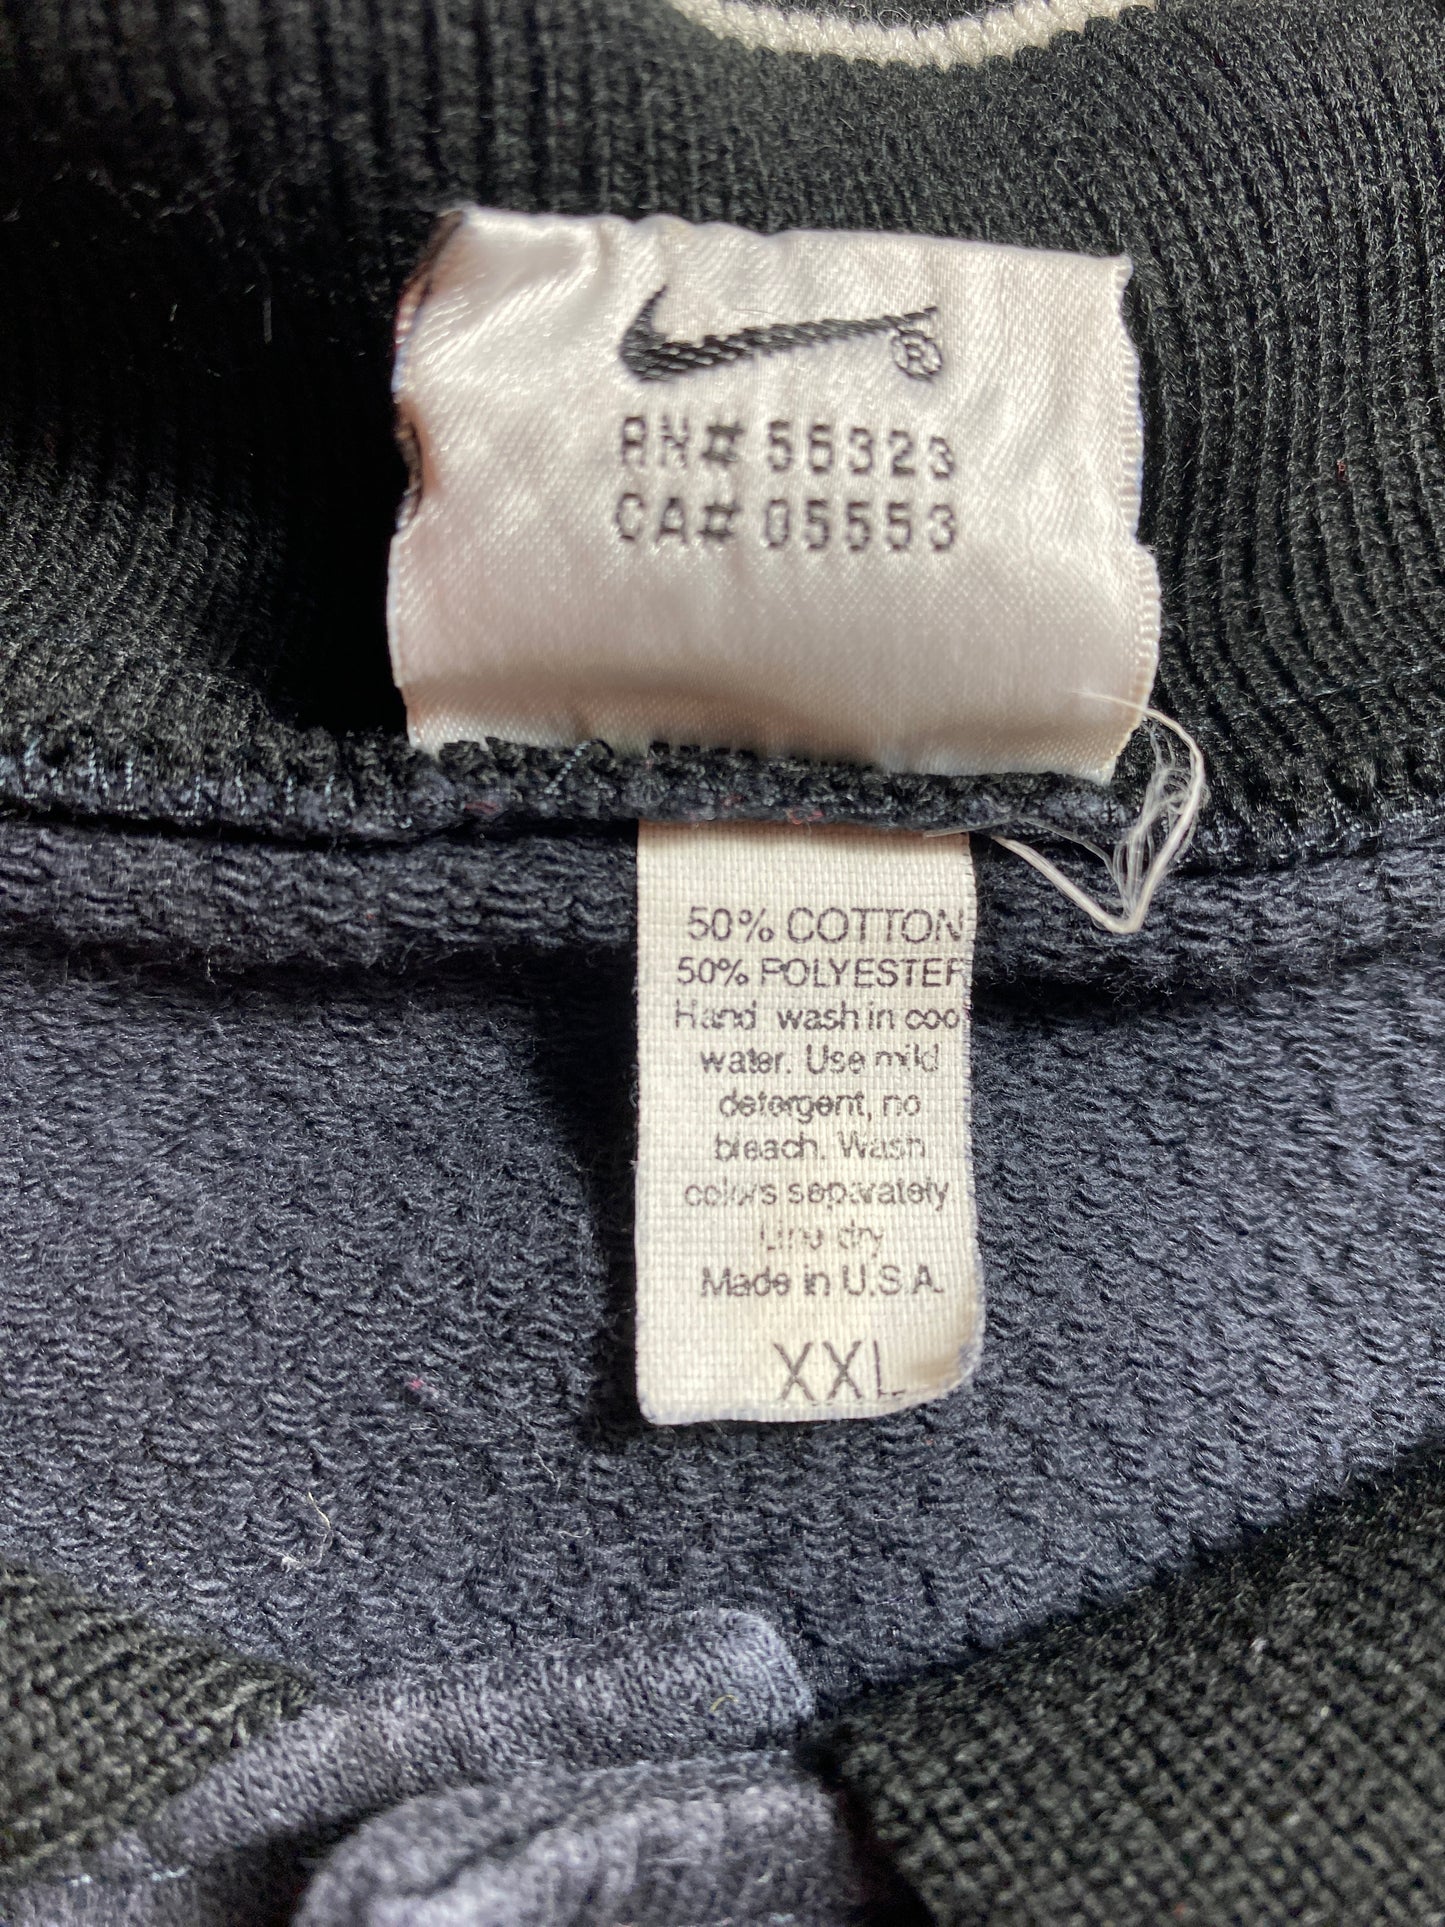 ®
RN# 56323
CA# 05553
50% COTTON
50% POLYESTER
Hand wash in coo
water. Use mild
detergent, no
bleach. Wash
colors separately.
Line dry
Made in U.S.A.
XXL